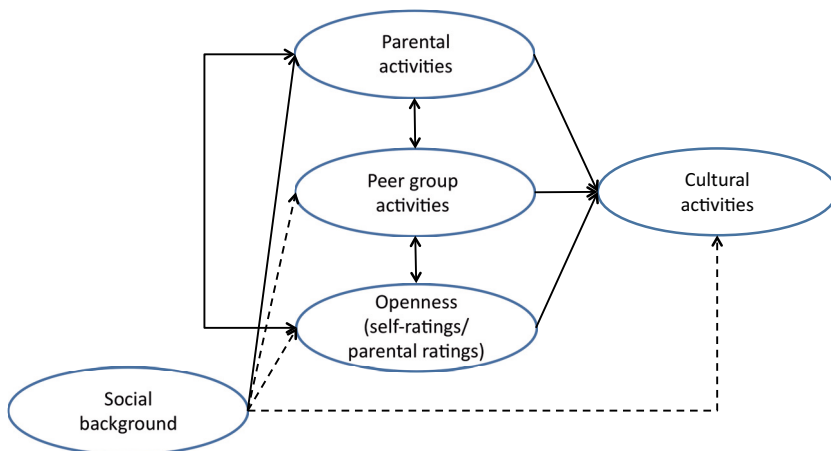 Parental
activities
Peer group
activities
Cultural
activities
Openness
(self-ratings/
parental ratings)
Social
background